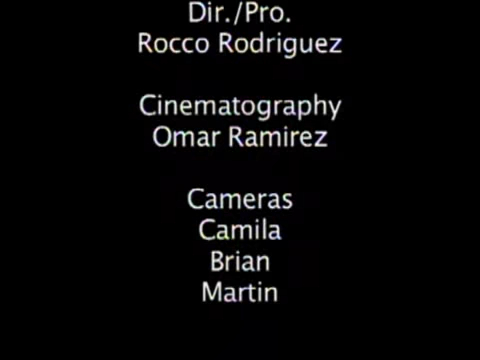 Dir./Pro.
Rocco Rodriguez
Cinematography
Omar Ramirez
Cameras
Camila
Brian
Martin